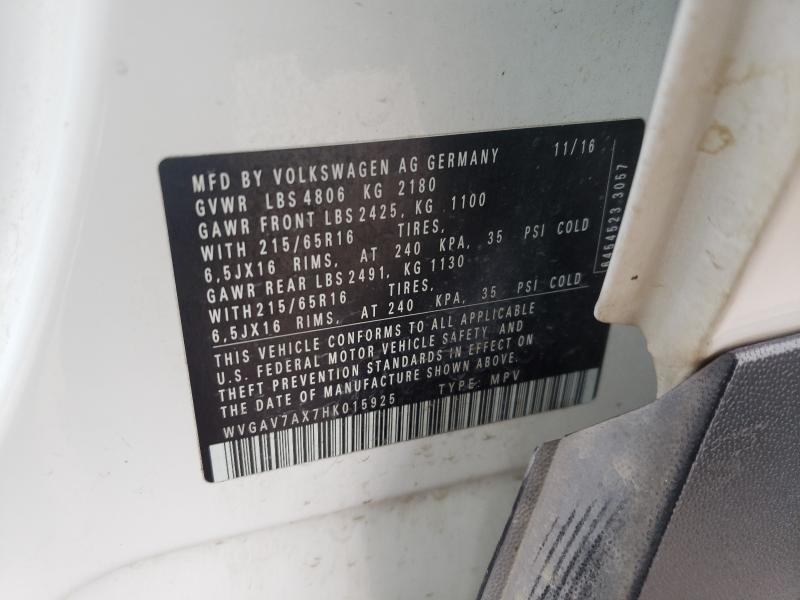 MFD BY VOLKSWAGEN AG GERMANY 11/16
GVWR LBS 4806 KG 2180
GAWR FRONT LBS 2425, KG 1100
WITH 215/65R16 TIRES,
6,5JX16 RIMS, AT 240 KPA, 35 PSI COLD
GAWR REAR LBS 2491, KG 1130
WITH215/65R16 TIRES,
6,5JX16 RIMS, AT 240 KPA, 35 PSI COLD
THIS VEHICLE CONFORMS TO ALL APPLICABLE
U.S. FEDERAL MOTOR VEHICLE SAFETY AND
THEFT PREVENTION STANDARDS IN EFFECT ON
THE DATE OF MANUFACTURE SHOWN ABOVE.
WVGAV7AX7HK015925 TYPE: MPV
6454523 3057